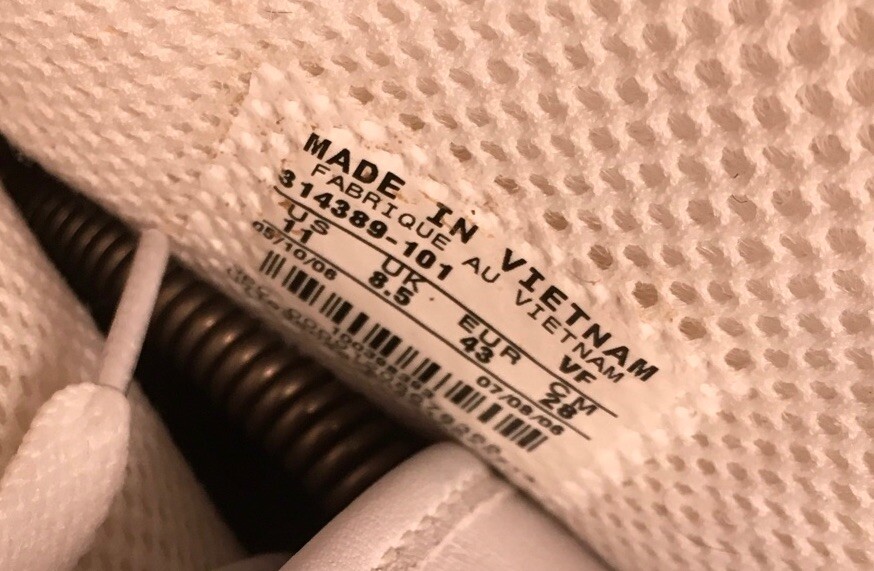 MADE IN VIETNAM
FABRIQUE AU VIETNAM
314389-101 VF
US UK EUR CM
11 8.5 43 28
05/10/06 07/08/06